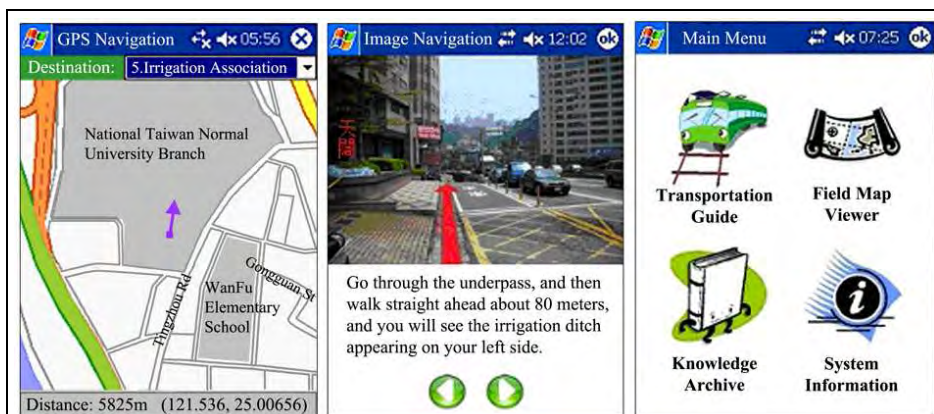 GPS Navigation 05:56
Destination: 5.Irrigation Association
National Taiwan Normal
University Branch
Tingzhou Rd
WanFu
Elementary
School
Gongguan St
Distance: 5825m (121.536, 25.00656)
Image Navigation 12:02 ok
Go through the underpass, and then
walk straight ahead about 80 meters,
and you will see the irrigation ditch
appearing on your left side.
Main Menu 07:25 ok
Transportation
Guide
Field Map
Viewer
Knowledge
Archive
System
Information